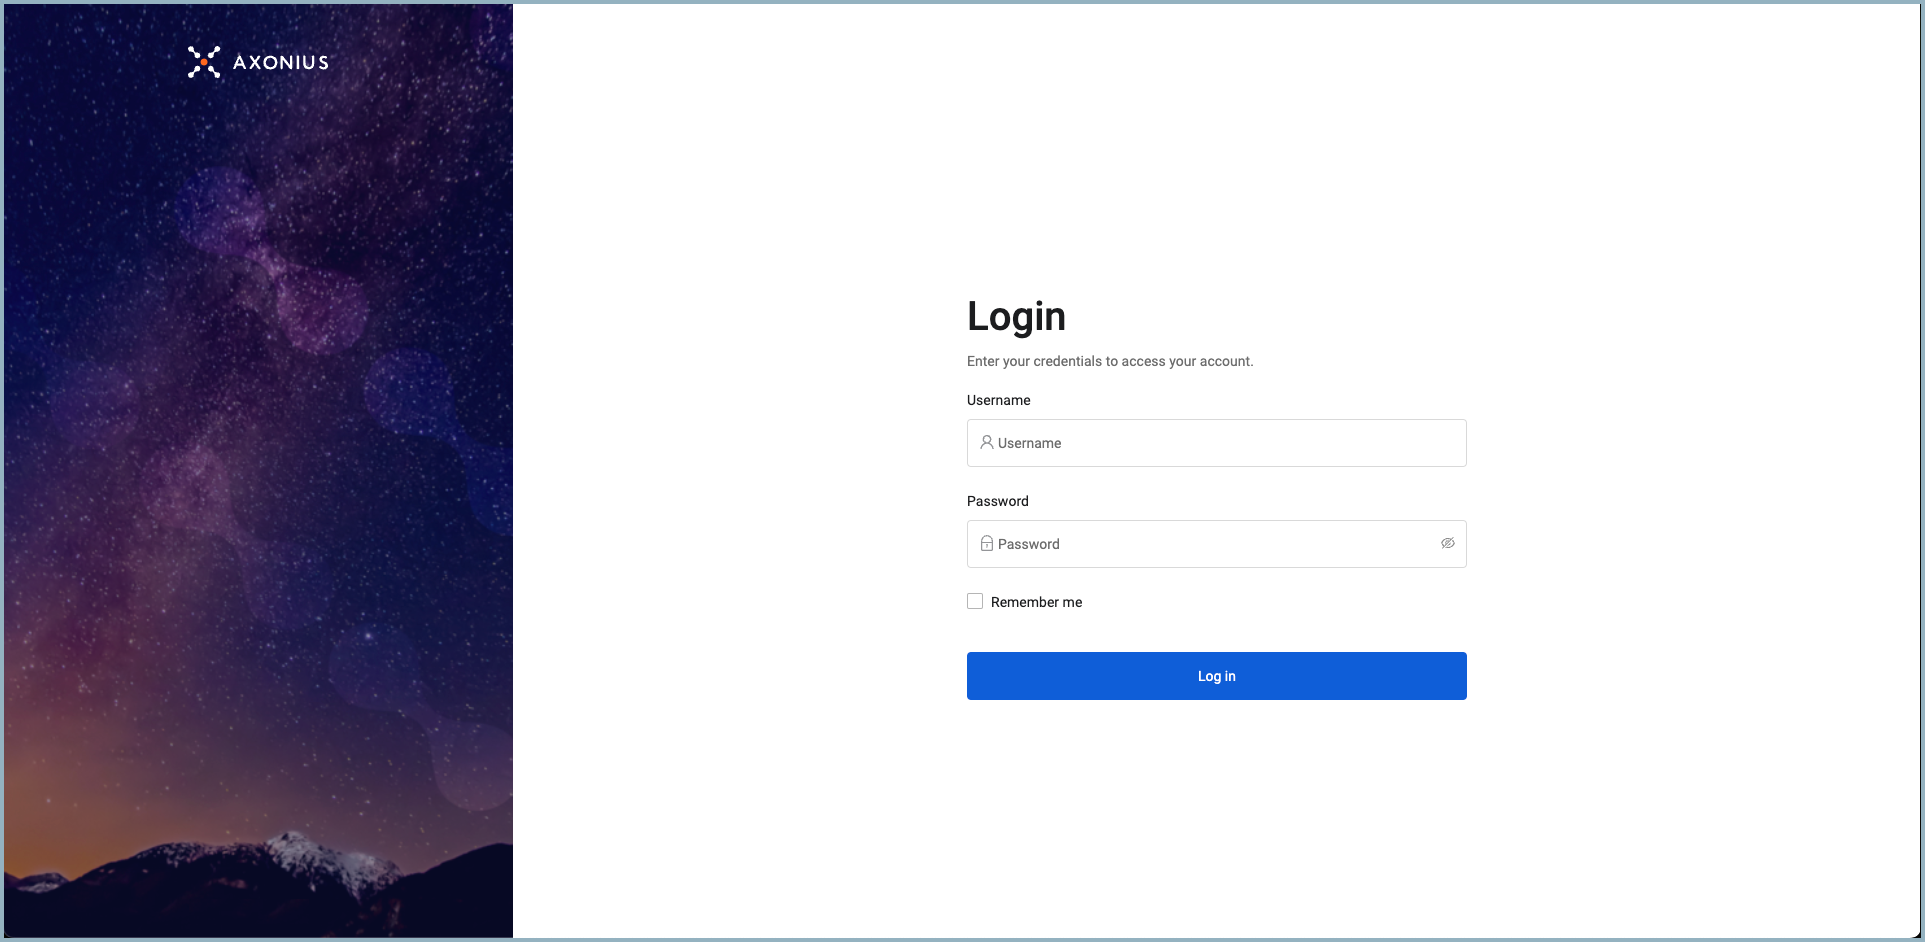 AXONIUS
Login
Enter your credentials to access your account.
Username
Username
Password
Password
Remember me
Log in